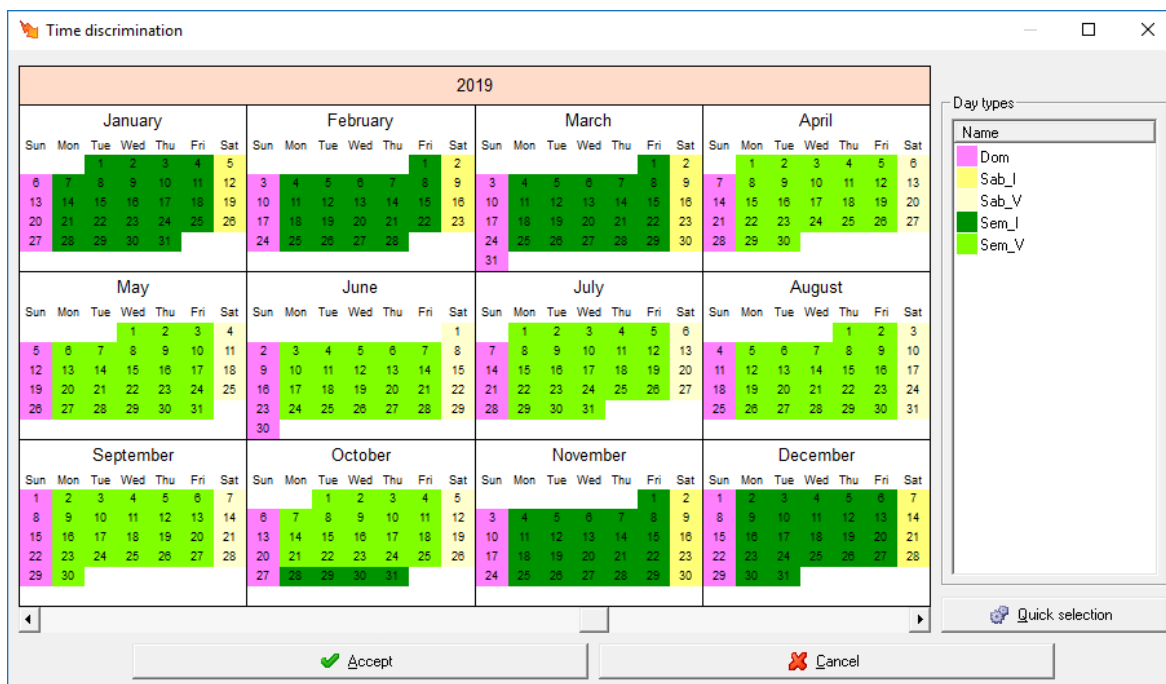 Time discrimination
2019
January February March April
Sun Mon Tue Wed Thu Fri Sat Sun Mon Tue Wed Thu Fri Sat Sun Mon Tue Wed Thu Fri Sat Sun Mon Tue Wed Thu Fri Sat
1 2 3 4 5 1 2 1 2 1 2 3 4 5 6
6 7 8 9 10 11 12 3 4 5 6 7 8 9 3 4 5 6 7 8 9 7 8 9 10 11 12 13
13 14 15 16 17 18 19 10 11 12 13 14 15 16 10 11 12 13 14 15 16 14 15 16 17 18 19 20
20 21 22 23 24 25 26 17 18 19 20 21 22 23 17 18 19 20 21 22 23 21 22 23 24 25 26 27
27 28 29 30 31 24 25 26 27 28 24 25 26 27 28 29 30 28 29 30
31
May June July August
Sun Mon Tue Wed Thu Fri Sat Sun Mon Tue Wed Thu Fri Sat Sun Mon Tue Wed Thu Fri Sat Sun Mon Tue Wed Thu Fri Sat
1 2 3 4 1 1 2 3 4 5 6 1 2 3
5 6 7 8 9 10 11 2 3 4 5 6 7 8 7 8 9 10 11 12 13 4 5 6 7 8 9 10
12 13 14 15 16 17 18 9 10 11 12 13 14 15 14 15 16 17 18 19 20 11 12 13 14 15 16 17
19 20 21 22 23 24 25 16 17 18 19 20 21 22 21 22 23 24 25 26 27 18 19 20 21 22 23 24
26 27 28 29 30 31 23 24 25 26 27 28 29 28 29 30 31 25 26 27 28 29 30 31
30
September October November December
Sun Mon Tue Wed Thu Fri Sat Sun Mon Tue Wed Thu Fri Sat Sun Mon Tue Wed Thu Fri Sat Sun Mon Tue Wed Thu Fri Sat
1 2 3 4 5 6 7 1 2 3 4 5 1 2 1 2 3 4 5 6 7
8 9 10 11 12 13 14 6 7 8 9 10 11 12 3 4 5 6 7 8 9 8 9 10 11 12 13 14
15 16 17 18 19 20 21 13 14 15 16 17 18 19 10 11 12 13 14 15 16 15 16 17 18 19 20 21
22 23 24 25 26 27 28 20 21 22 23 24 25 26 17 18 19 20 21 22 23 22 23 24 25 26 27 28
29 30 27 28 29 30 31 24 25 26 27 28 29 30 29 30 31
Day types
Name
Dom
Sab_I
Sab_V
Sem_I
Sem_V
Quick selection
Accept Cancel